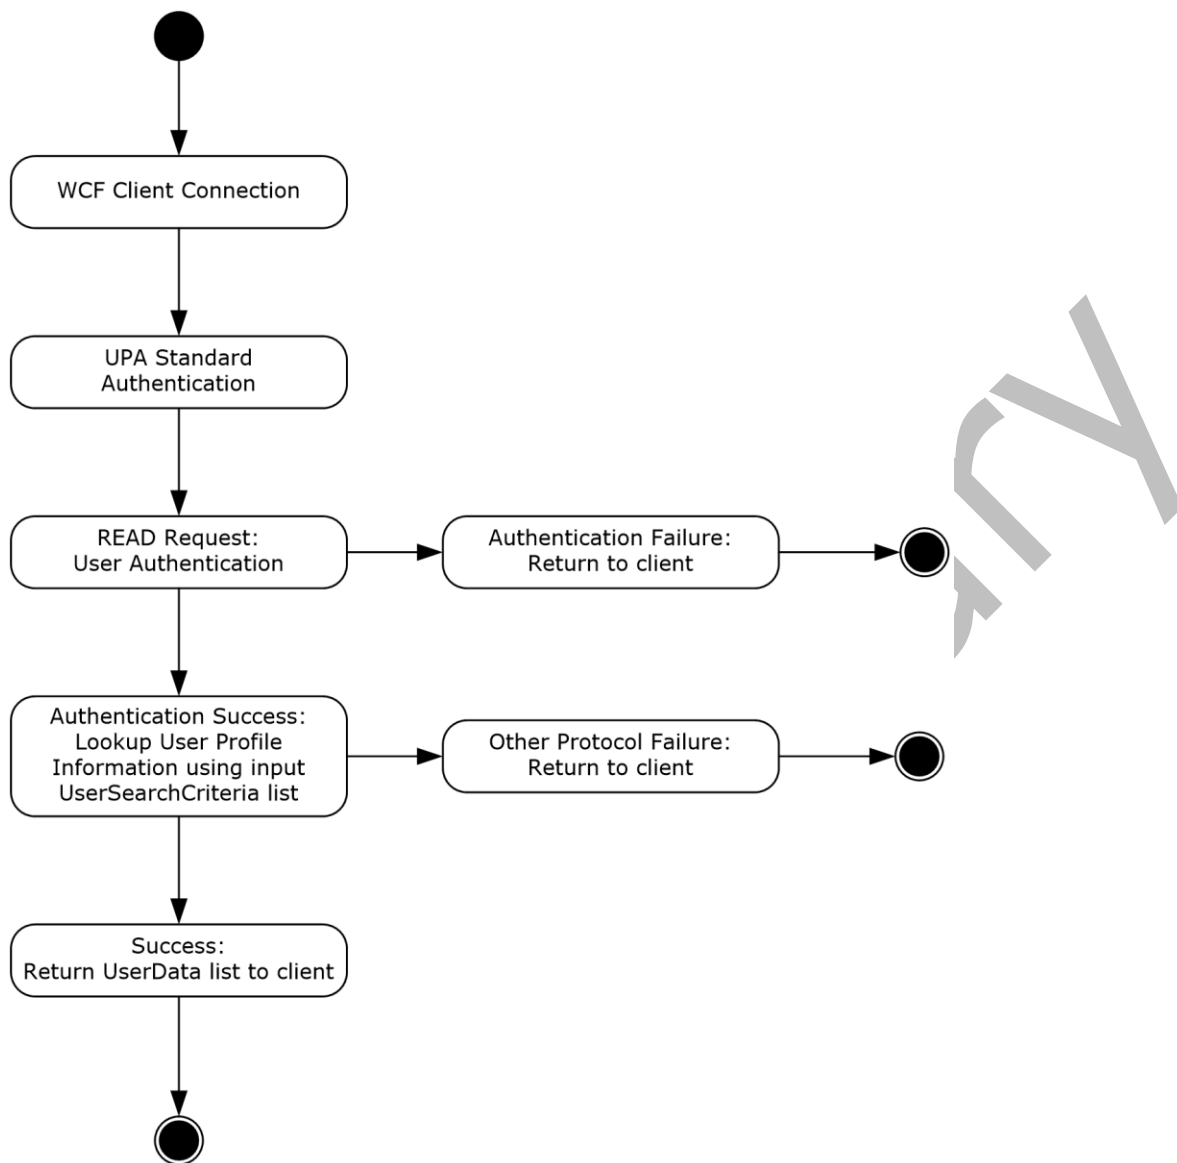 WCF Client Connection
UPA Standard
Authentication
READ Request:
User Authentication
Authentication Failure:
Return to client
Authentication Success:
Lookup User Profile
Information using input
UserSearchCriteria list
Other Protocol Failure:
Return to client
Success:
Return UserData list to client